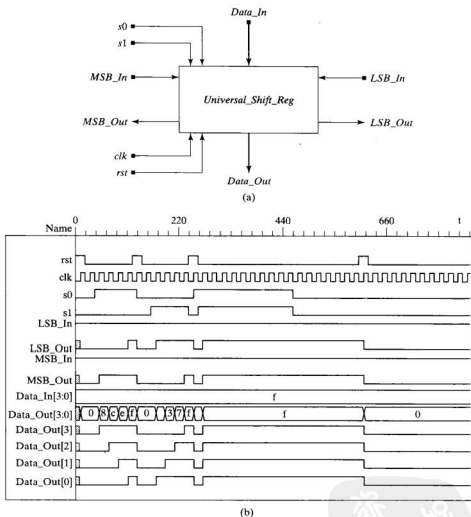 Data_In
s0
s1
MSB_In
LSB_In
Universal_Shift_Reg
MSB_Out
LSB_Out
clk
rst
Data_Out
(a)
0 220 440 660 t
Name
rst
clk
s0
s1
LSB_In
LSB_Out
MSB_In
MSB_Out
Data_In[3:0] f
Data_Out[3:0] 0 8 c e f 0 3 7 f f 0
Data_Out[3]
Data_Out[2]
Data_Out[1]
Data_Out[0]
(b)